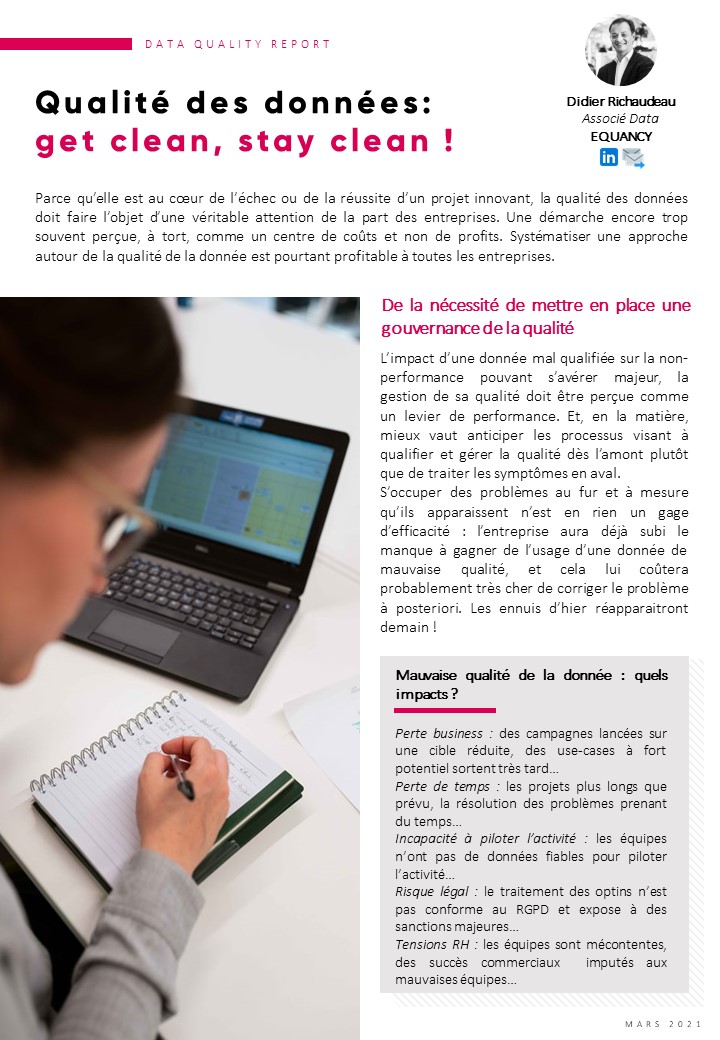 DATA QUALITY REPORT
Qualité des données:
get clean, stay clean !
Didier Richaudeau
Associé Data
EQUANCY
in
Parce qu’elle est au cœur de l’échec ou de la réussite d’un projet innovant, la qualité des données
doit faire l’objet d’une véritable attention de la part des entreprises. Une démarche encore trop
souvent perçue, à tort, comme un centre de coûts et non de profits. Systématiser une approche
autour de la qualité de la donnée est pourtant profitable à toutes les entreprises.
De la nécessité de mettre en place une
gouvernance de la qualité
L’impact d’une donnée mal qualifiée sur la non-
performance pouvant s’avérer majeur, la
gestion de sa qualité doit être perçue comme
un levier de performance. Et, en la matière,
mieux vaut anticiper les processus visant à
qualifier et gérer la qualité dès l’amont plutôt
que de traiter les symptômes en aval.
S’occuper des problèmes au fur et à mesure
qu’ils apparaissent n’est en rien un gage
d’efficacité : l’entreprise aura déjà subi le
manque à gagner de l’usage d’une donnée de
mauvaise qualité, et cela lui coûtera
probablement très cher de corriger le problème
à posteriori. Les ennuis d’hier réapparaitront
demain !
Mauvaise qualité de la donnée : quels
impacts ?
Perte business : des campagnes lancées sur
une cible réduite, des use-cases à fort
potentiel sortent très tard…
Perte de temps : les projets plus longs que
prévu, la résolution des problèmes prenant
du temps…
Incapacité à piloter l’activité : les équipes
n’ont pas de données fiables pour piloter
l’activité…
Risque légal : le traitement des optins n’est
pas conforme au RGPD et expose à des
sanctions majeures…
Tensions RH : les équipes sont mécontentes,
des succès commerciaux imputés aux
mauvaises équipes…
MARS 2021